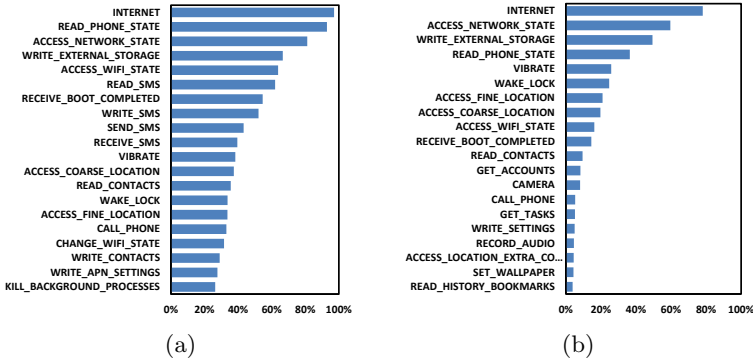 INTERNET
READ_PHONE_STATE
ACCESS_NETWORK_STATE
WRITE_EXTERNAL_STORAGE
ACCESS_WIFI_STATE
READ_SMS
RECEIVE_BOOT_COMPLETED
WRITE_SMS
SEND_SMS
RECEIVE_SMS
VIBRATE
ACCESS_COARSE_LOCATION
READ_CONTACTS
WAKE_LOCK
ACCESS_FINE_LOCATION
CALL_PHONE
CHANGE_WIFI_STATE
WRITE_CONTACTS
WRITE_APN_SETTINGS
KILL_BACKGROUND_PROCESSES
0% 20% 40% 60% 80% 100%
(a)
INTERNET
ACCESS_NETWORK_STATE
WRITE_EXTERNAL_STORAGE
READ_PHONE_STATE
VIBRATE
WAKE_LOCK
ACCESS_FINE_LOCATION
ACCESS_COARSE_LOCATION
ACCESS_WIFI_STATE
RECEIVE_BOOT_COMPLETED
READ_CONTACTS
GET_ACCOUNTS
CAMERA
CALL_PHONE
GET_TASKS
WRITE_SETTINGS
RECORD_AUDIO
ACCESS_LOCATION_EXTRA_CO...
SET_WALLPAPER
READ_HISTORY_BOOKMARKS
0% 20% 40% 60% 80% 100%
(b)